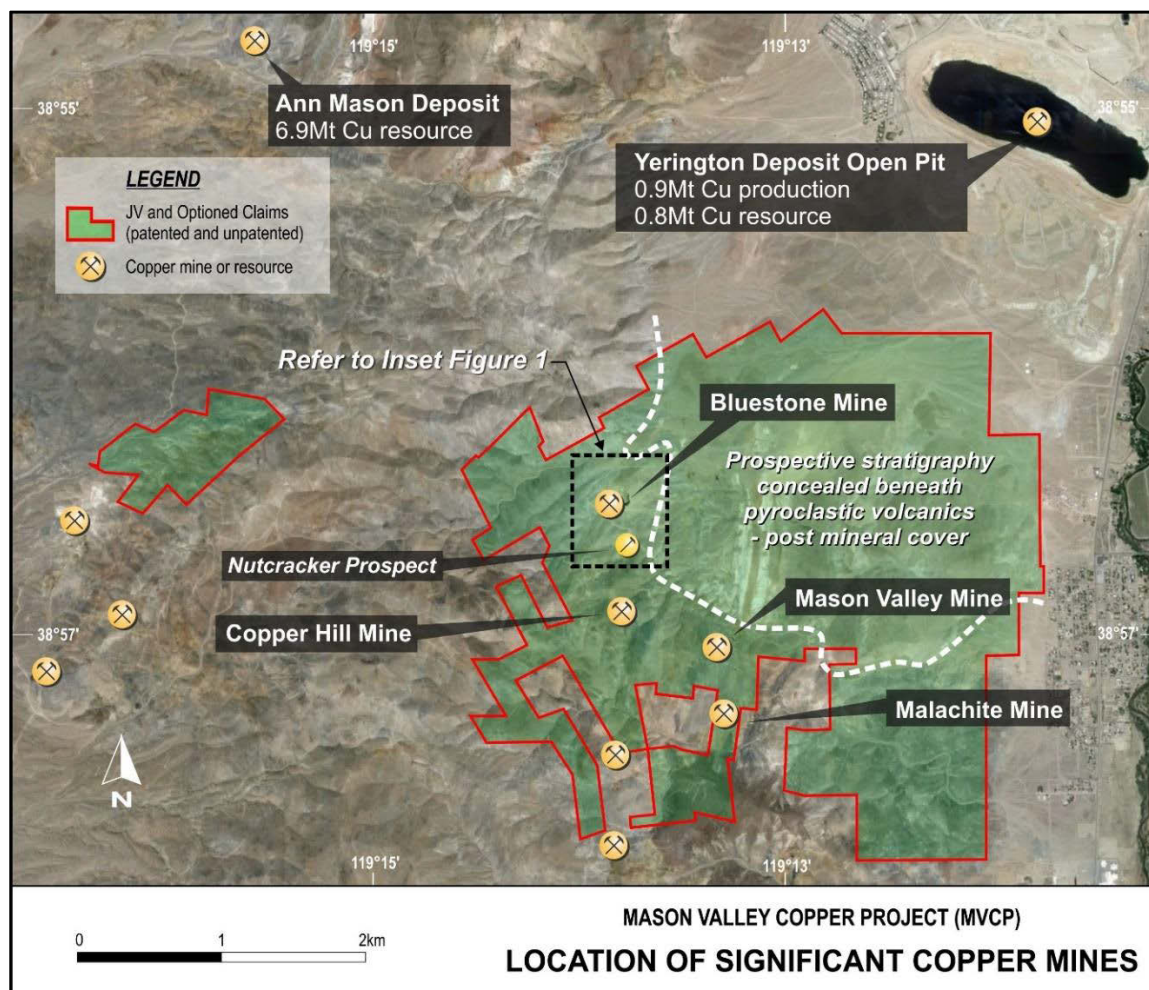 119°15'
119°13'
38°55'
38°55'
Ann Mason Deposit
6.9Mt Cu resource
Yerington Deposit Open Pit
0.9Mt Cu production
0.8Mt Cu resource
LEGEND
JV and Optioned Claims
(patented and unpatented)
Copper mine or resource
Refer to Inset Figure 1
Bluestone Mine
Prospective stratigraphy
concealed beneath
pyroclastic volcanics
- post mineral cover
Nutcracker Prospect
Mason Valley Mine
Copper Hill Mine
38°57'
38°57'
Malachite Mine
N
119°15'
119°13'
0 1 2km
MASON VALLEY COPPER PROJECT (MVCP)
LOCATION OF SIGNIFICANT COPPER MINES